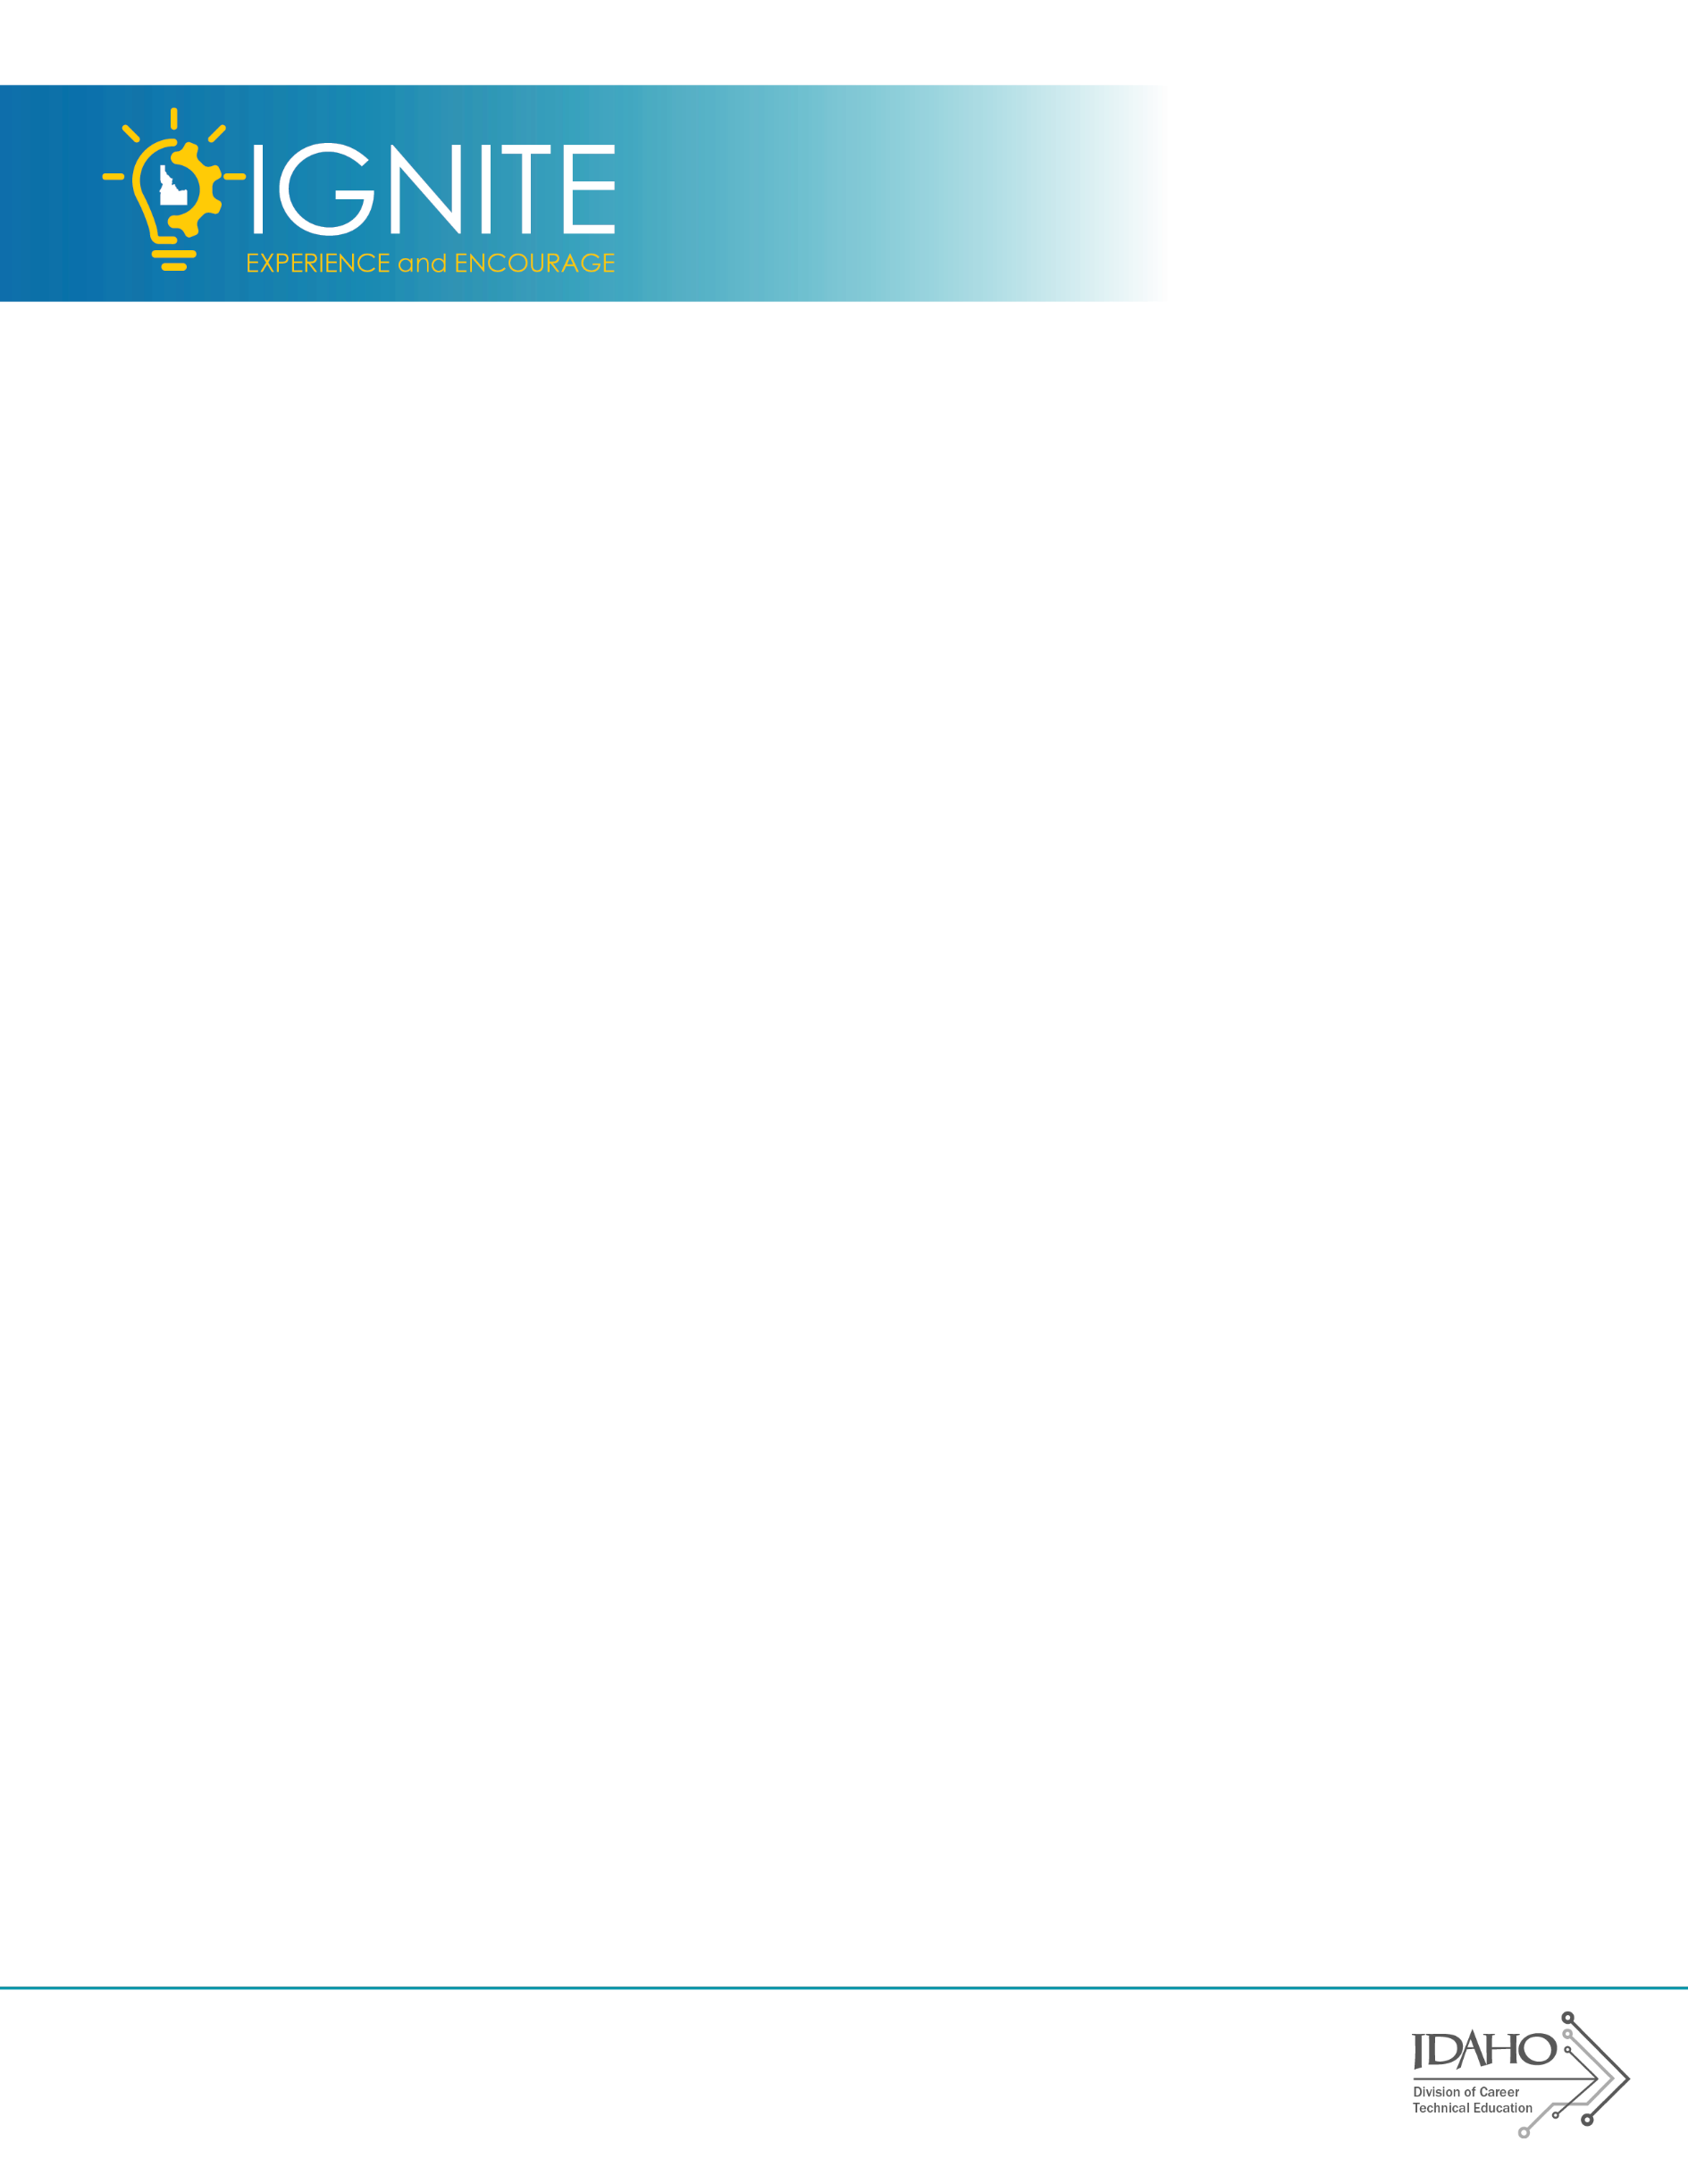 IGNITE
EXPERIENCE and ENCOURAGE
IDAHO
Division of Career
Technical Education